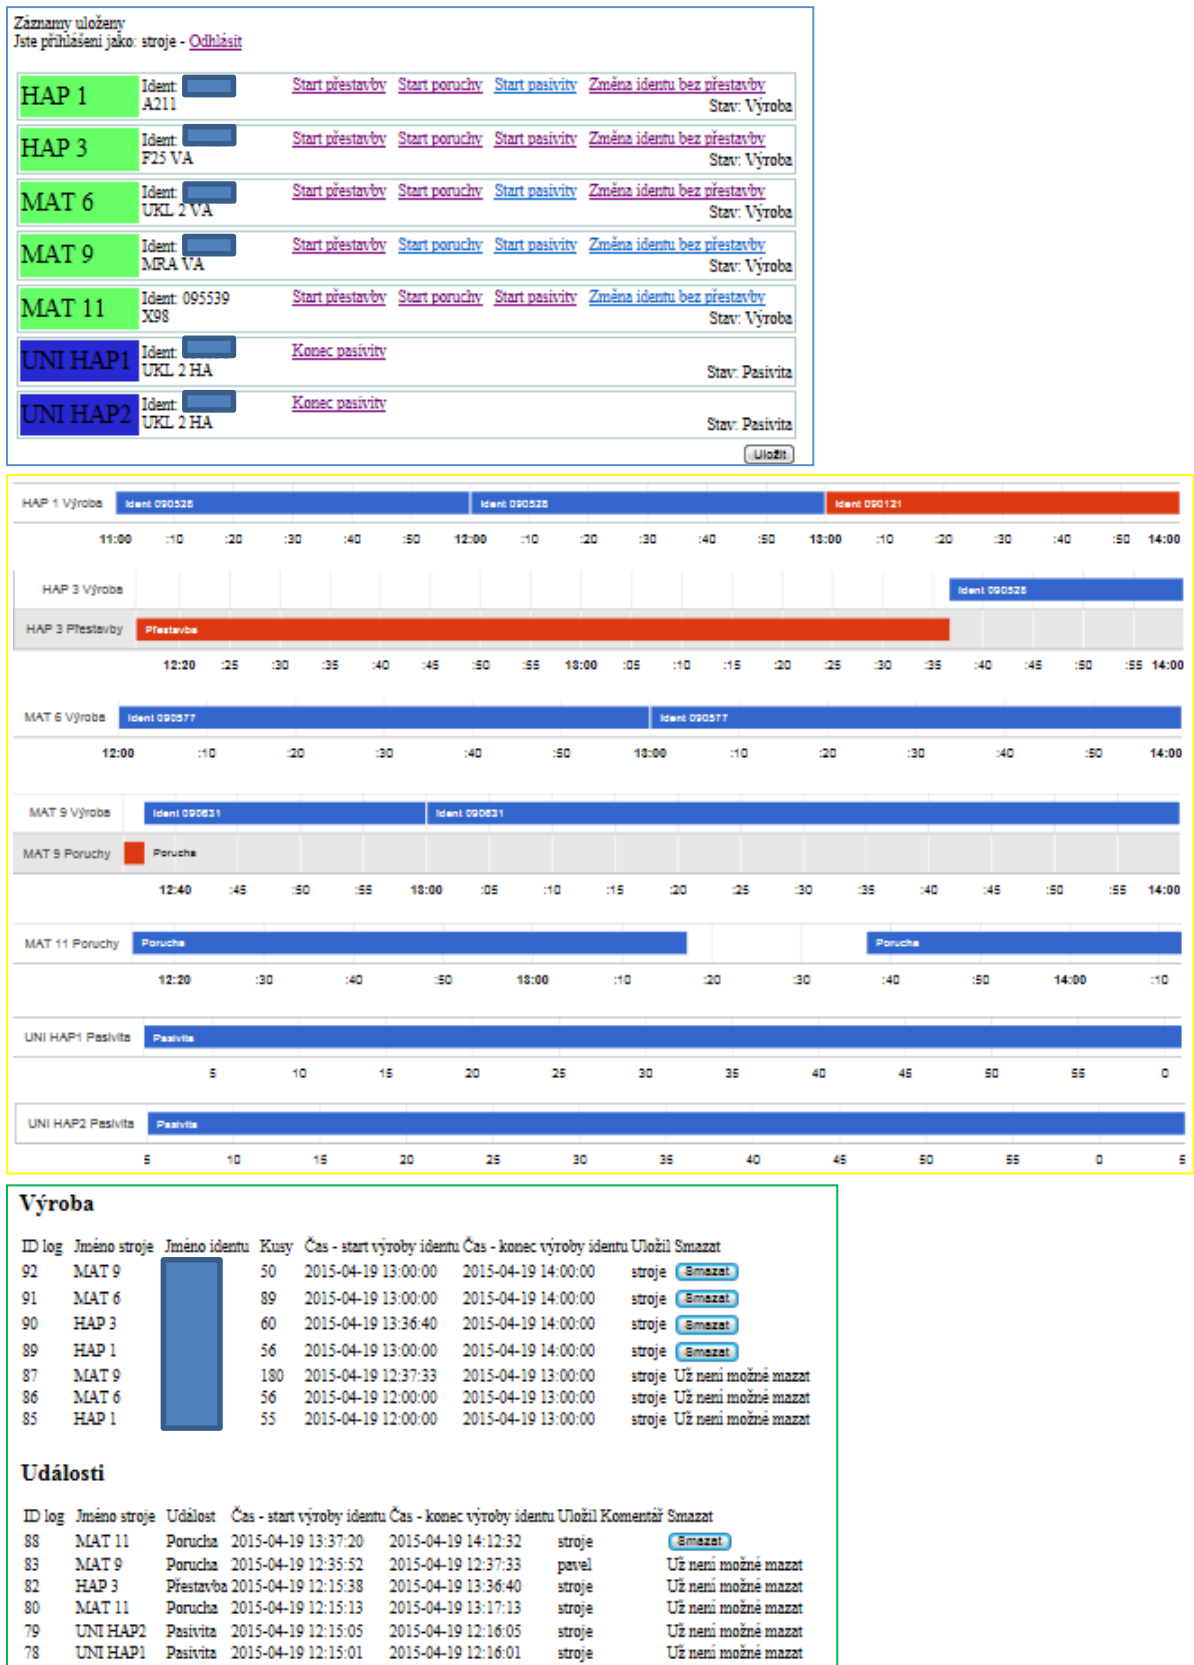 Záznamy uloženy
Jste přihlášeni jako: stroje - Odhlásit
HAP 1 Ident: Start přestavby Start poruchy Start pasivity Změna identu bez přestavby
A211 Stav: Výroba
HAP 3 Ident: Start přestavby Start poruchy Start pasivity Změna identu bez přestavby
F25 VA Stav: Výroba
MAT 6 Ident: Start přestavby Start poruchy Start pasivity Změna identu bez přestavby
UKL 2 VA Stav: Výroba
MAT 9 Ident: Start přestavby Start poruchy Start pasivity Změna identu bez přestavby
MRA VA Stav: Výroba
MAT 11 Ident: 095539 Start přestavby Start poruchy Start pasivity Změna identu bez přestavby
X98 Stav: Výroba
UNI HAP1 Ident: Konec pasivity
UKL 2 HA Stav: Pasivita
UNI HAP2 Ident: Konec pasivity
UKL 2 HA Stav: Pasivita
Uložit
HAP 1 Výroba Ident 090528 Ident 090528 Ident 090121
11:00 :10 :20 :30 :40 :50 12:00 :10 :20 :30 :40 :50 13:00 :10 :20 :30 :40 :50 14:00
HAP 3 Výroba Ident 090528
HAP 3 Přestavby Přestavba
12:20 :25 :30 :35 :40 :45 :50 :55 13:00 :05 :10 :15 :20 :25 :30 :35 :40 :45 :50 :55 14:00
MAT 6 Výroba Ident 090577 Ident 090577
12:00 :10 :20 :30 :40 :50 13:00 :10 :20 :30 :40 :50 14:00
MAT 9 Výroba Ident 090631 Ident 090631
MAT 9 Poruchy Porucha
12:40 :45 :50 :55 13:00 :05 :10 :15 :20 :25 :30 :35 :40 :45 :50 :55 14:00
MAT 11 Poruchy Porucha Porucha
12:20 :30 :40 :50 13:00 :10 :20 :30 :40 :50 14:00 :10
UNI HAP1 Pasivita Pasivita
5 10 15 20 25 30 35 40 45 50 55 0
UNI HAP2 Pasivita Pasivita
5 10 15 20 25 30 35 40 45 50 55 0 5
Výroba
ID log Jméno stroje Jméno identu Kusy Čas - start výroby identu Čas - konec výroby identu Uložil Smazat
92 MAT 9 50 2015-04-19 13:00:00 2015-04-19 14:00:00 stroje Smazat
91 MAT 6 89 2015-04-19 13:00:00 2015-04-19 14:00:00 stroje Smazat
90 HAP 3 60 2015-04-19 13:36:40 2015-04-19 14:00:00 stroje Smazat
89 HAP 1 56 2015-04-19 13:00:00 2015-04-19 14:00:00 stroje Smazat
87 MAT 9 180 2015-04-19 12:37:33 2015-04-19 13:00:00 stroje Už není možné mazat
86 MAT 6 56 2015-04-19 12:00:00 2015-04-19 13:00:00 stroje Už není možné mazat
85 HAP 1 55 2015-04-19 12:00:00 2015-04-19 13:00:00 stroje Už není možné mazat
Události
ID log Jméno stroje Událost Čas - start výroby identu Čas - konec výroby identu Uložil Komentář Smazat
88 MAT 11 Porucha 2015-04-19 13:37:20 2015-04-19 14:12:32 stroje Smazat
83 MAT 9 Porucha 2015-04-19 12:35:52 2015-04-19 12:37:33 pavel Už není možné mazat
82 HAP 3 Přestavba 2015-04-19 12:15:38 2015-04-19 13:36:40 stroje Už není možné mazat
80 MAT 11 Porucha 2015-04-19 12:15:13 2015-04-19 13:17:13 stroje Už není možné mazat
79 UNI HAP2 Pasivita 2015-04-19 12:15:05 2015-04-19 12:16:05 stroje Už není možné mazat
78 UNI HAP1 Pasivita 2015-04-19 12:15:01 2015-04-19 12:16:01 stroje Už není možné mazat